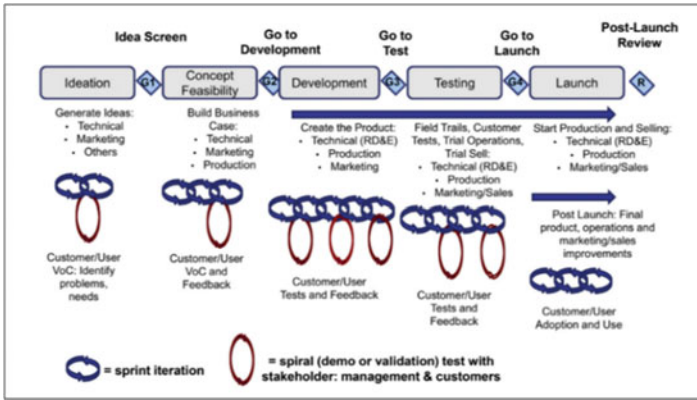 Idea Screen
Go to
Development
Go to
Test
Go to
Launch
Post-Launch
Review
Ideation
G1
Concept
Feasibility
G2
Development
G3
Testing
G4
Launch
R
Generate Ideas:
• Technical
• Marketing
• Others
Build Business
Case:
• Technical
• Marketing
• Production
Create the Product:
• Technical (RD&E)
• Production
• Marketing
Field Trails, Customer
Tests, Trial Operations,
Trial Sell:
• Technical (RD&E)
• Production
• Marketing/Sales
Start Production and Selling:
• Technical (RD&E)
• Production
• Marketing/Sales
Post Launch: Final
product, operations and
marketing/sales
improvements
Customer/User
VoC: Identify
problems,
needs
Customer/User
VoC and
Feedback
Customer/User
Tests and Feedback
Customer/User
Tests and
Feedback
Customer/User
Adoption and Use
= sprint iteration
= spiral (demo or validation) test with
stakeholder: management & customers